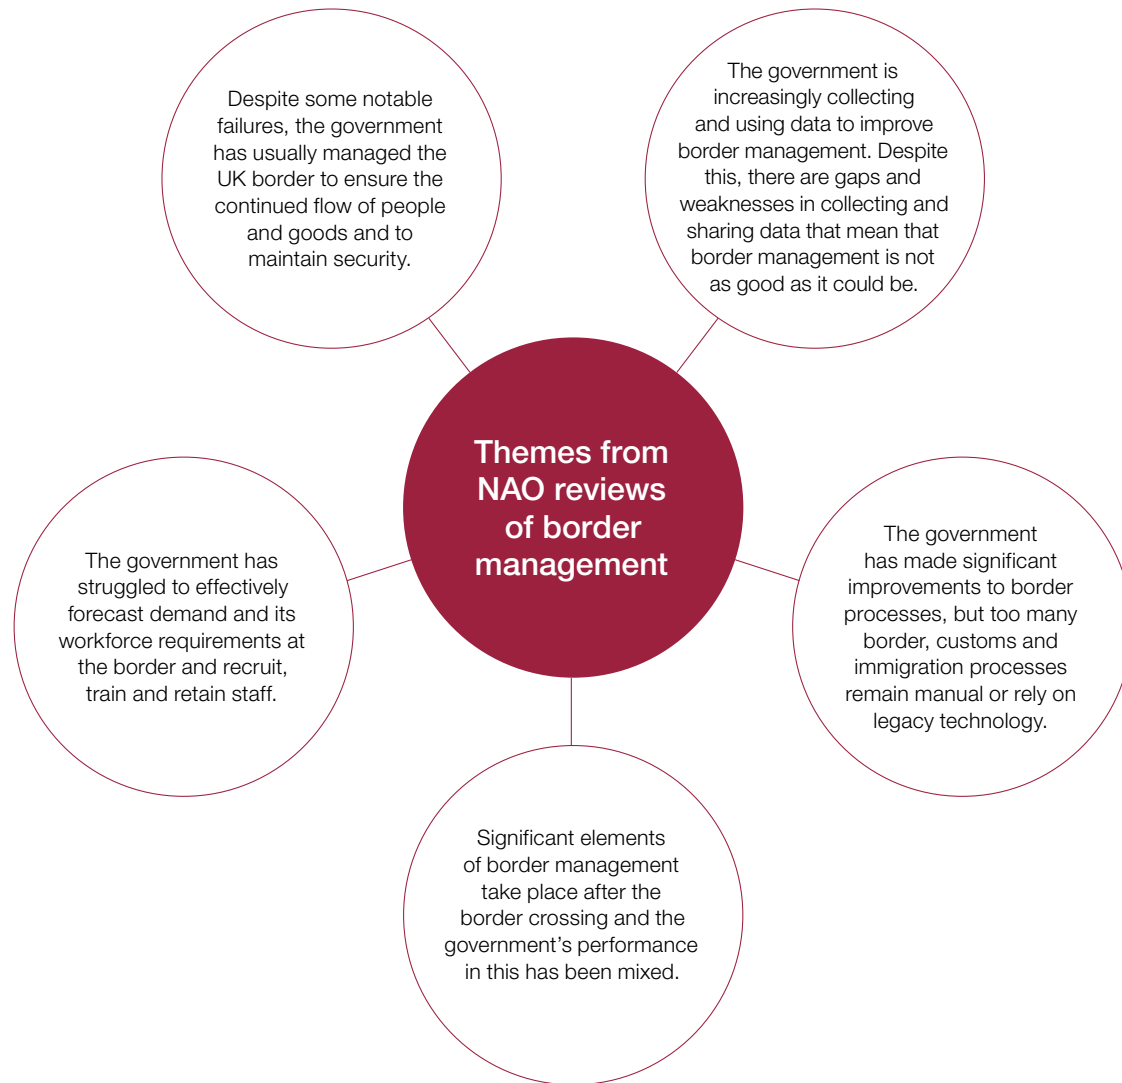 Despite some notable
failures, the government
has usually managed the
UK border to ensure the
continued flow of people
and goods and to
maintain security.
The government is
increasingly collecting
and using data to improve
border management. Despite
this, there are gaps and
weaknesses in collecting and
sharing data that mean that
border management is not
as good as it could be.
Themes from
NAO reviews
of border
management
The government has
struggled to effectively
forecast demand and its
workforce requirements at
the border and recruit,
train and retain staff.
The government
has made significant
improvements to border
processes, but too many
border, customs and
immigration processes
remain manual or rely on
legacy technology.
Significant elements
of border management
take place after the
border crossing and the
government’s performance
in this has been mixed.